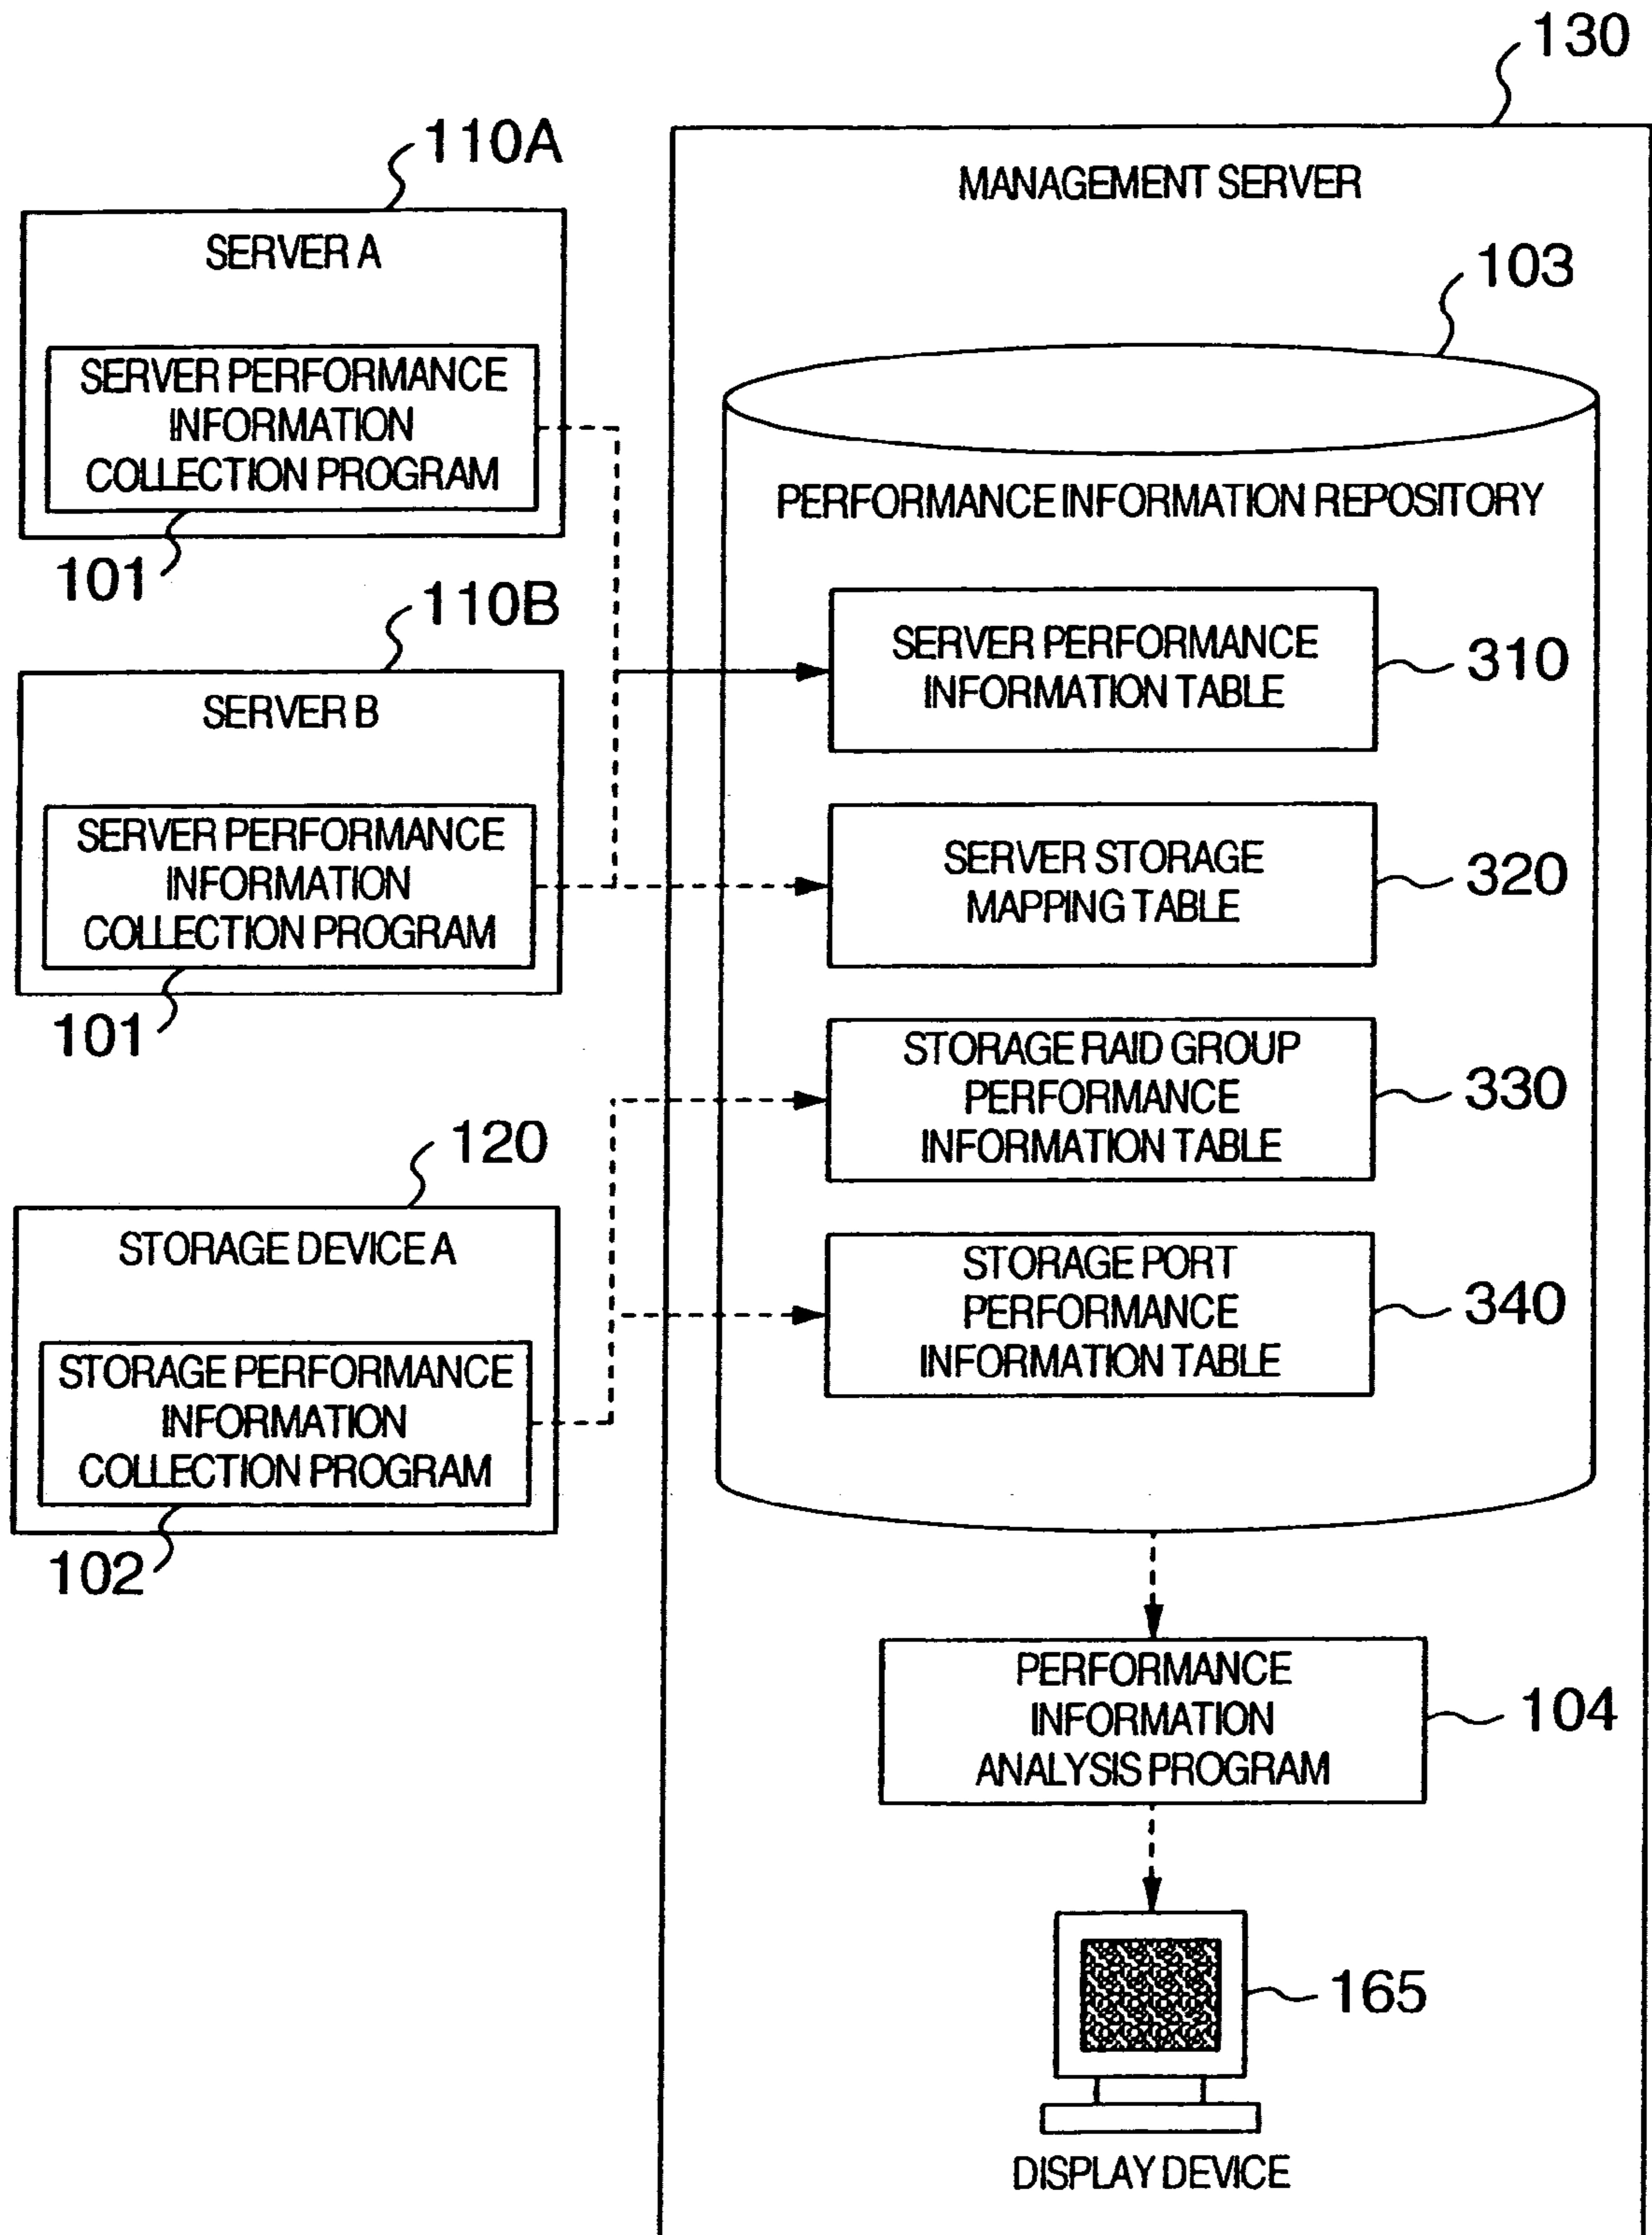 130
MANAGEMENT SERVER
110A
SERVER A
SERVER PERFORMANCE
INFORMATION
COLLECTION PROGRAM
101
110B
SERVER B
SERVER PERFORMANCE
INFORMATION
COLLECTION PROGRAM
101
120
STORAGE DEVICE A
STORAGE PERFORMANCE
INFORMATION
COLLECTION PROGRAM
102
103
PERFORMANCE INFORMATION REPOSITORY
SERVER PERFORMANCE
INFORMATION TABLE
310
SERVER STORAGE
MAPPING TABLE
320
STORAGE RAID GROUP
PERFORMANCE
INFORMATION TABLE
330
STORAGE PORT
PERFORMANCE
INFORMATION TABLE
340
PERFORMANCE
INFORMATION
ANALYSIS PROGRAM
104
165
DISPLAY DEVICE